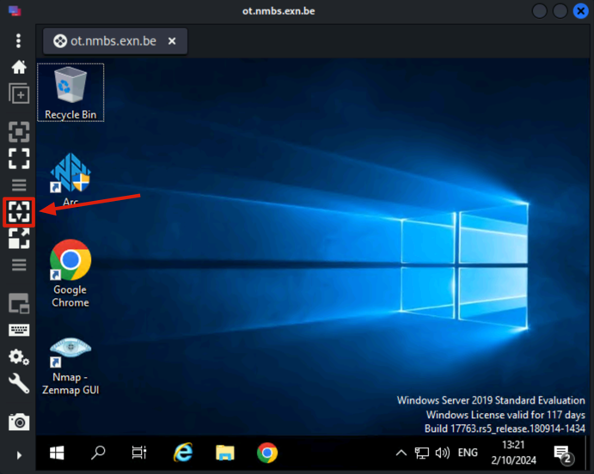 ot.nmbs.exn.be
ot.nmbs.exn.be
Recycle Bin
Arc
Google
Chrome
Nmap -
Zenmap GUI
Windows Server 2019 Standard Evaluation
Windows License valid for 117 days
Build 17763.rs5_release.180914-1434
13:21
2/10/2024
2